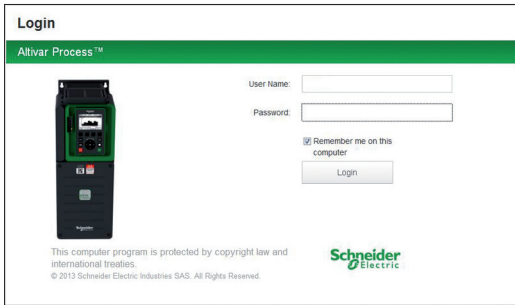 Login
Altivar Process™
User Name:
Password:
Remember me on this
computer
Login
This computer program is protected by copyright law and
international treaties.
© 2013 Schneider Electric Industries SAS. All Rights Reserved.
Schneider
Electric